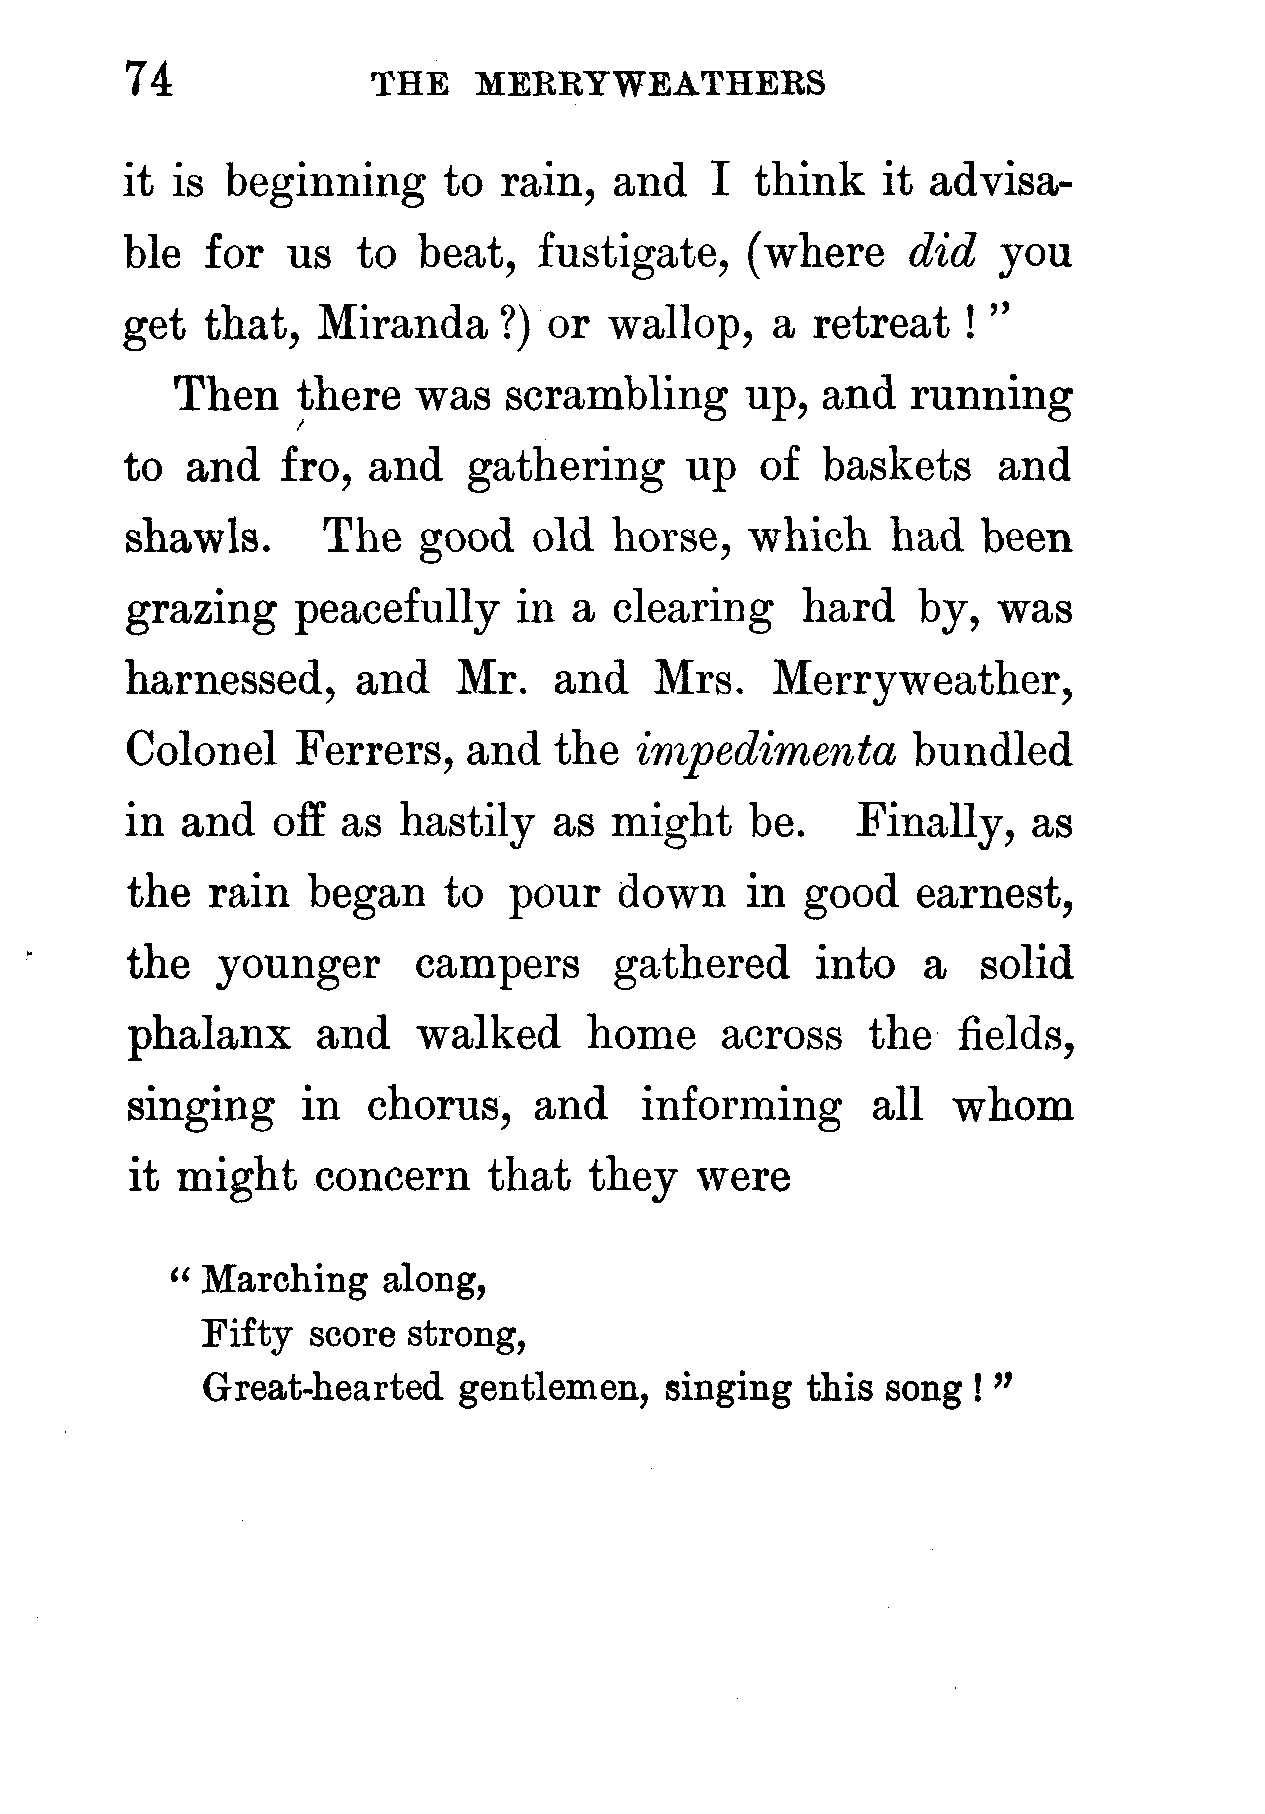 74 THE MERRYWEATHERS
it is beginning to rain, and I think it advisa-
ble for us to beat, fustigate, (where did you
get that, Miranda ?) or wallop, a retreat ! ”
Then there was scrambling up, and running
to and fro, and gathering up of baskets and
shawls. The good old horse, which had been
grazing peacefully in a clearing hard by, was
harnessed, and Mr. and Mrs. Merryweather,
Colonel Ferrers, and the impedimenta bundled
in and off as hastily as might be. Finally, as
the rain began to pour down in good earnest,
the younger campers gathered into a solid
phalanx and walked home across the fields,
singing in chorus, and informing all whom
it might concern that they were
“ Marching along,
Fifty score strong,
Great-hearted gentlemen, singing this song ! ”